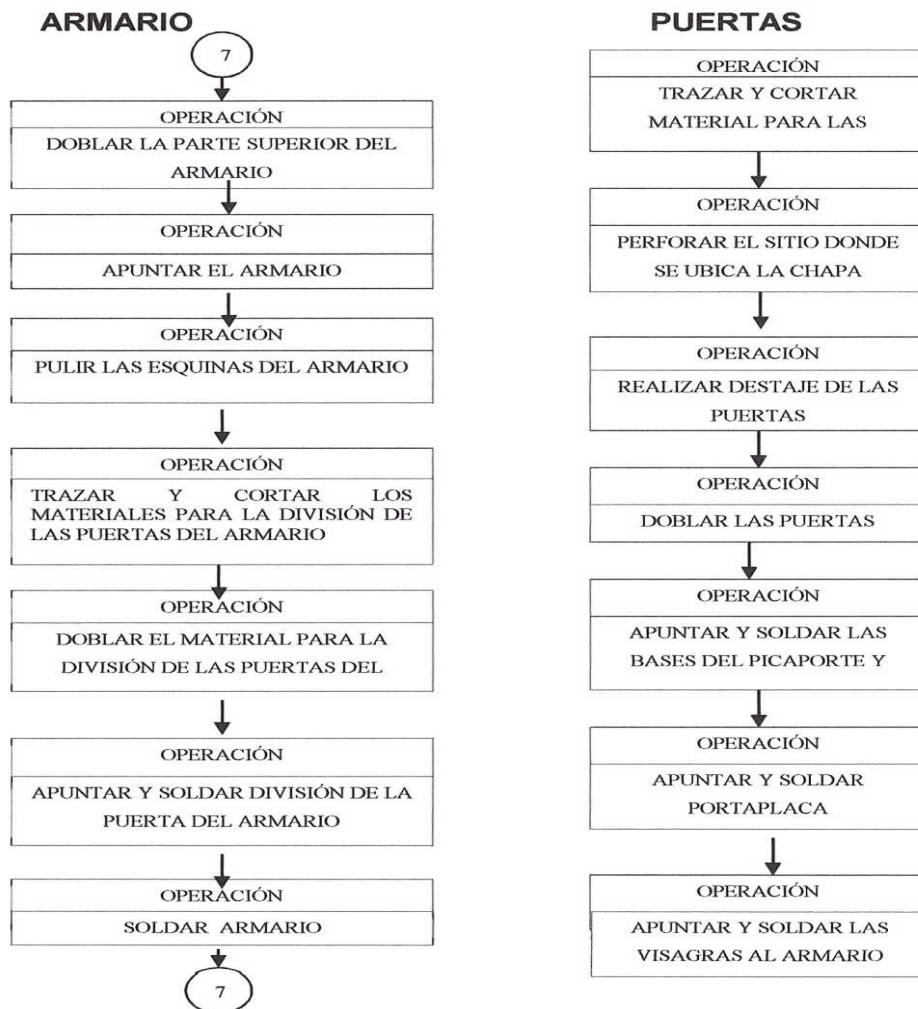 ARMARIO
7
OPERACIÓN
DOBLAR LA PARTE SUPERIOR DEL
ARMARIO
OPERACIÓN
APUNTAR EL ARMARIO
OPERACIÓN
PULIR LAS ESQUINAS DEL ARMARIO
OPERACIÓN
TRAZAR Y CORTAR LOS
MATERIALES PARA LA DIVISIÓN DE
LAS PUERTAS DEL ARMARIO
OPERACIÓN
DOBLAR EL MATERIAL PARA LA
DIVISIÓN DE LAS PUERTAS DEL
OPERACIÓN
APUNTAR Y SOLDAR DIVISIÓN DE LA
PUERTA DEL ARMARIO
OPERACIÓN
SOLDAR ARMARIO
7
PUERTAS
OPERACIÓN
TRAZAR Y CORTAR
MATERIAL PARA LAS
OPERACIÓN
PERFORAR EL SITIO DONDE
SE UBICA LA CHAPA
OPERACIÓN
REALIZAR DESTAJE DE LAS
PUERTAS
OPERACIÓN
DOBLAR LAS PUERTAS
OPERACIÓN
APUNTAR Y SOLDAR LAS
BASES DEL PICAPORTE Y
OPERACIÓN
APUNTAR Y SOLDAR
PORTAPLACA
OPERACIÓN
APUNTAR Y SOLDAR LAS
VISAGRAS AL ARMARIO